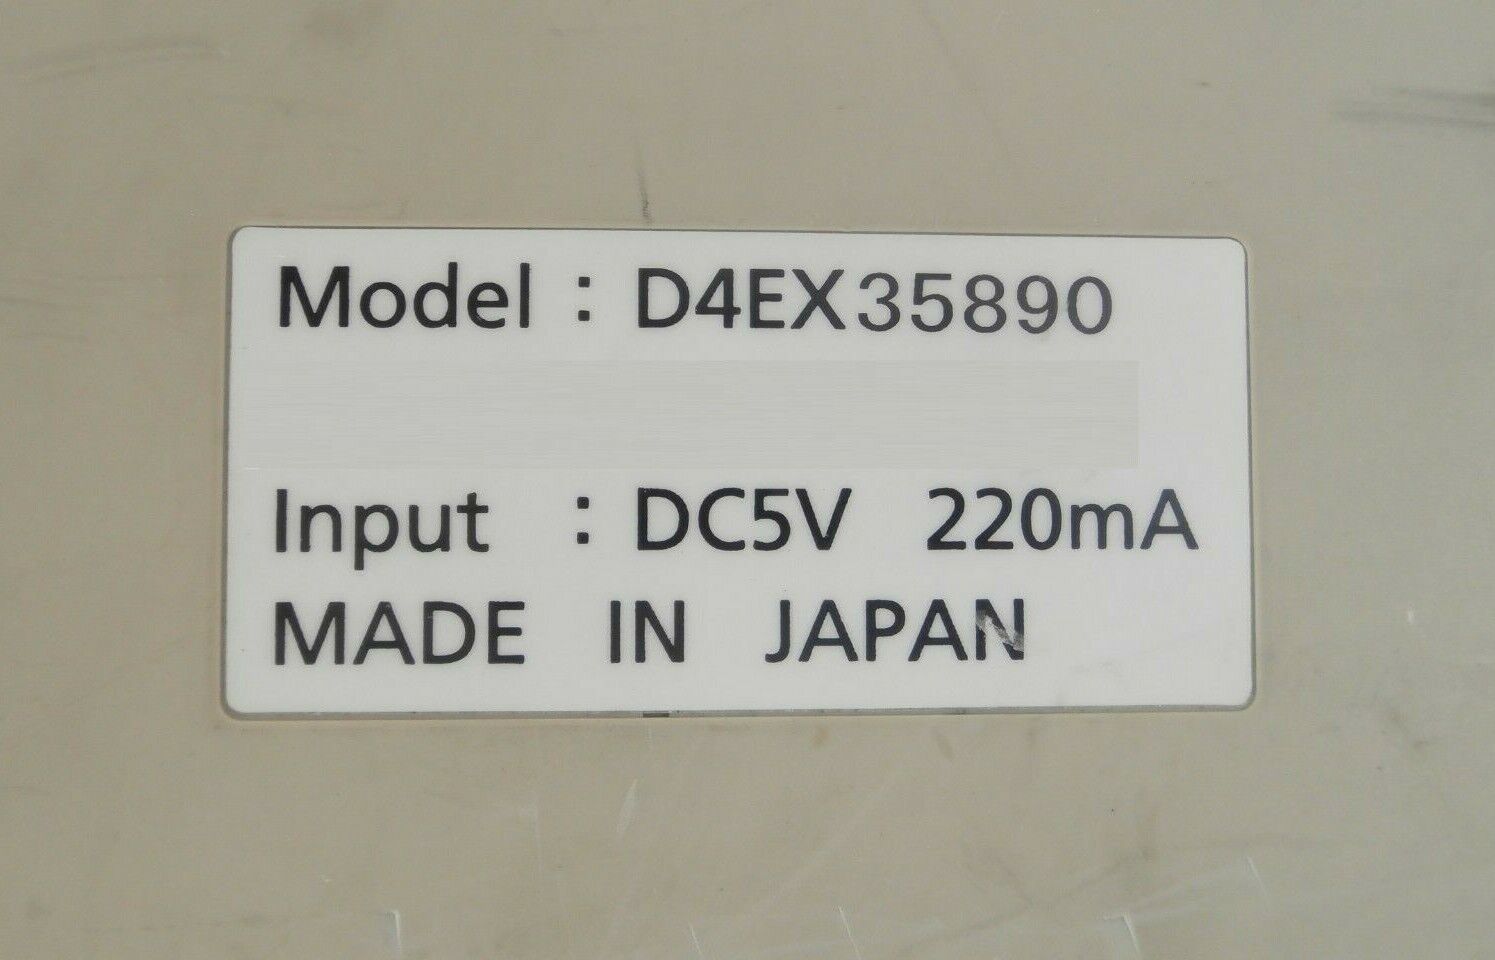 Model : D4EX35890
Input : DC5V 220mA
MADE IN JAPAN